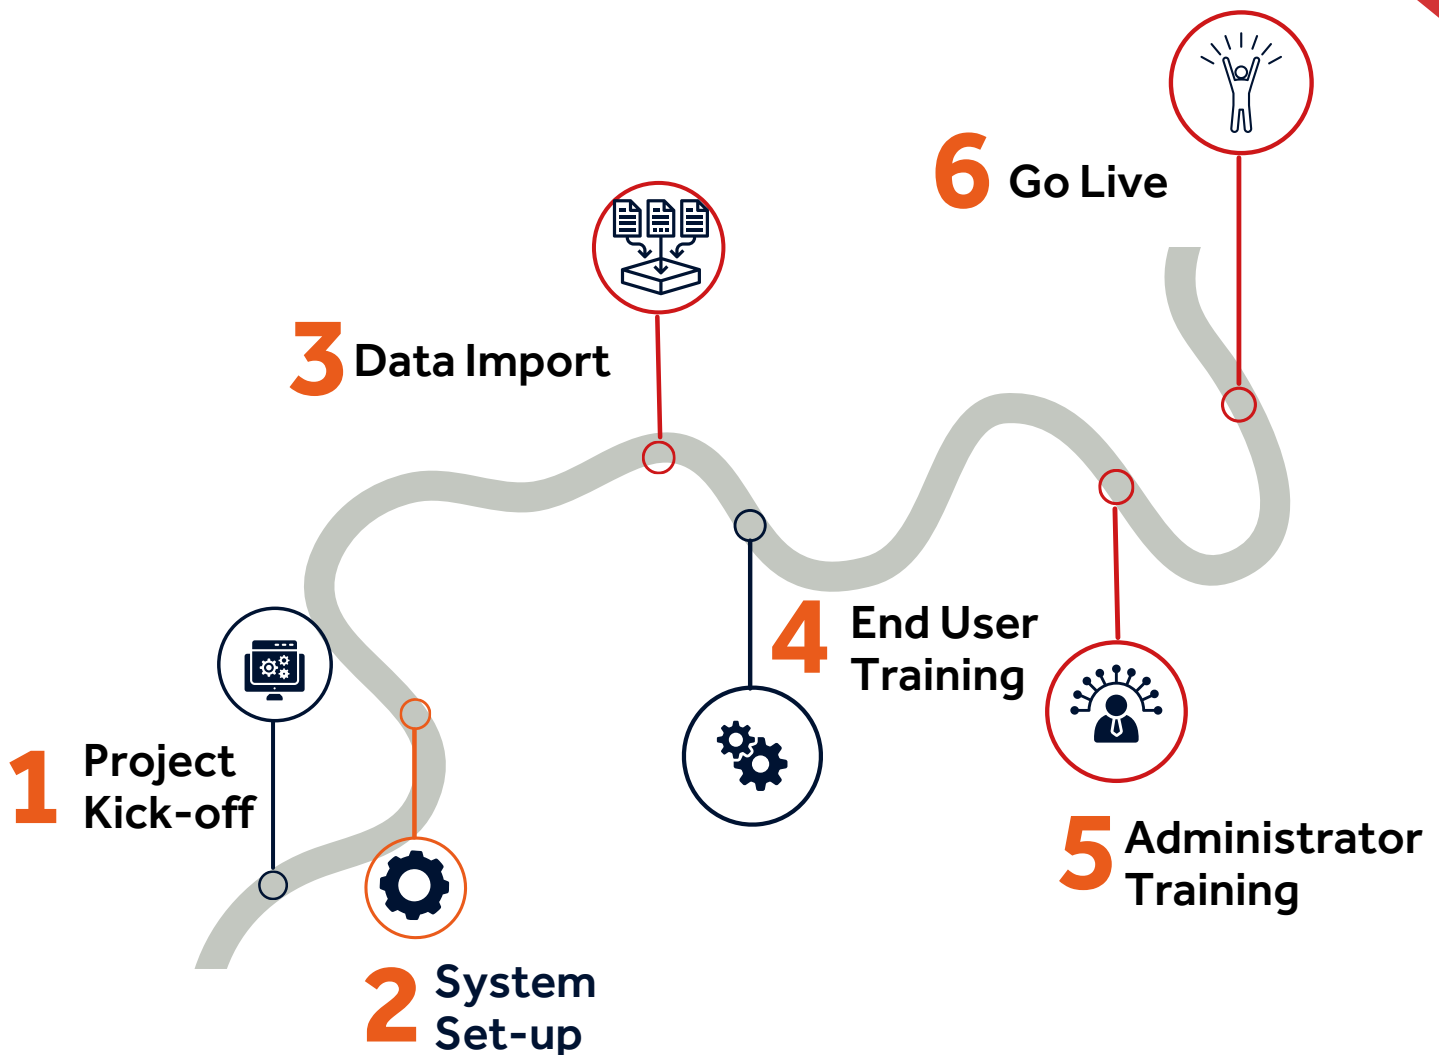 1
Project
Kick-off
2
System
Set-up
3
Data Import
4
End User
Training
5
Administrator
Training
6
Go Live